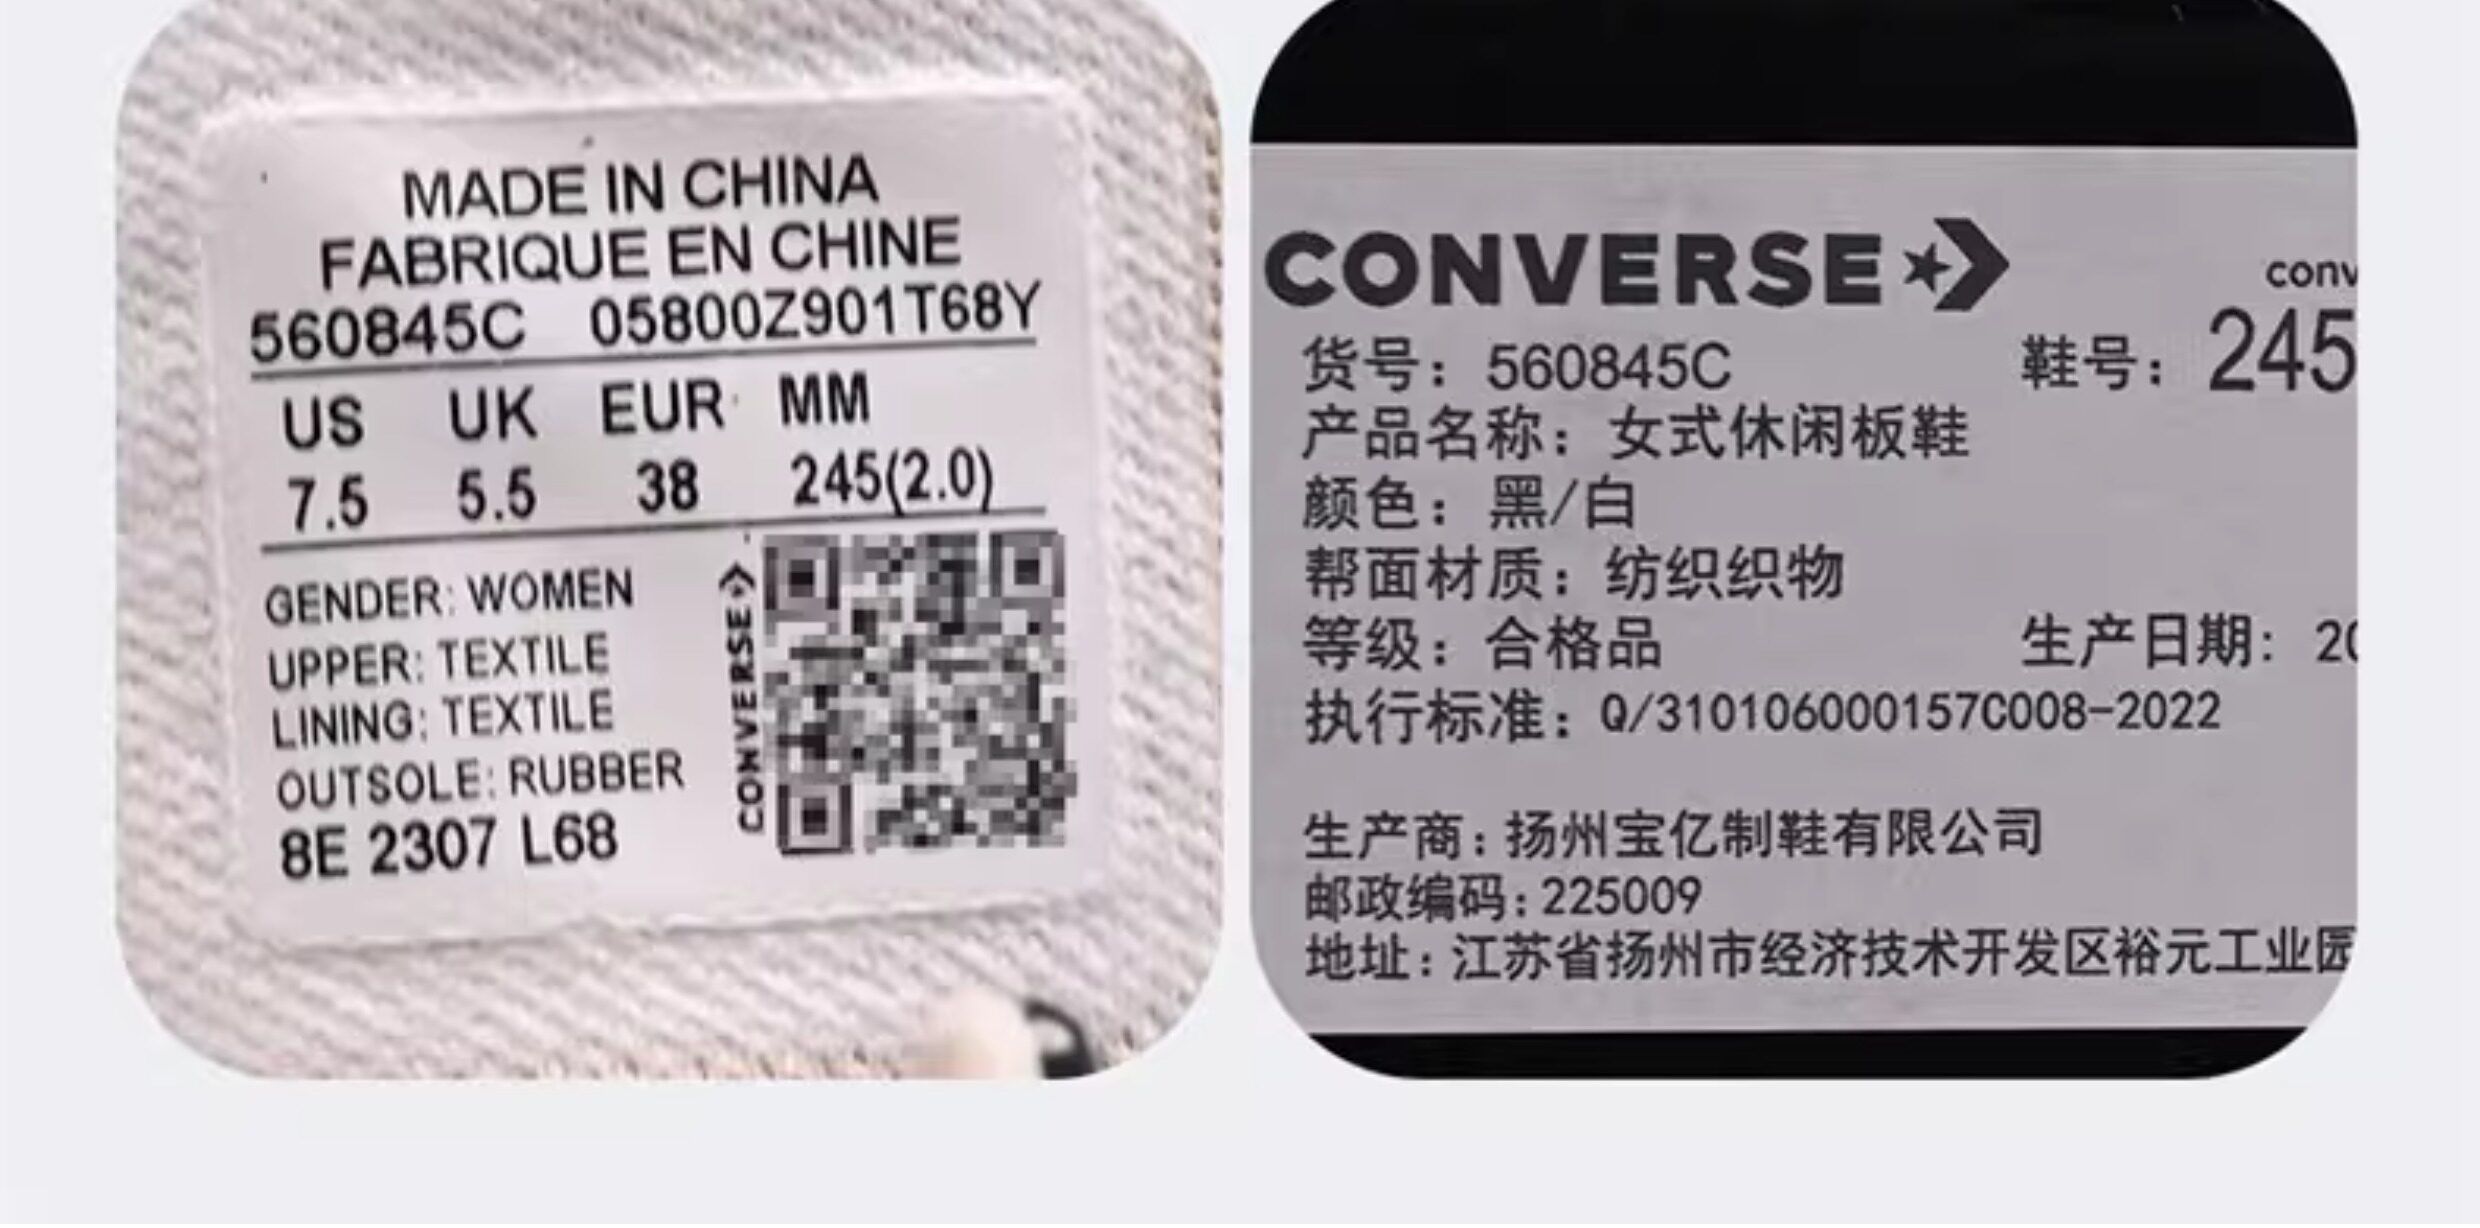 MADE IN CHINA
FABRIQUE EN CHINE
560845C 05800Z901T68Y
US UK EUR MM
7.5 5.5 38 245(2.0)
GENDER: WOMEN
UPPER: TEXTILE
LINING: TEXTILE
OUTSOLE: RUBBER
8E 2307 L68
CONVERSE
CONVERSE
conv
货号：560845C 鞋号：245
产品名称：女式休闲板鞋
颜色：黑/白
帮面材质：纺织织物
等级：合格品 生产日期: 20
执行标准：Q/310106000157C008-2022
生产商:扬州宝亿制鞋有限公司
邮政编码:225009
地址:江苏省扬州市经济技术开发区裕元工业园